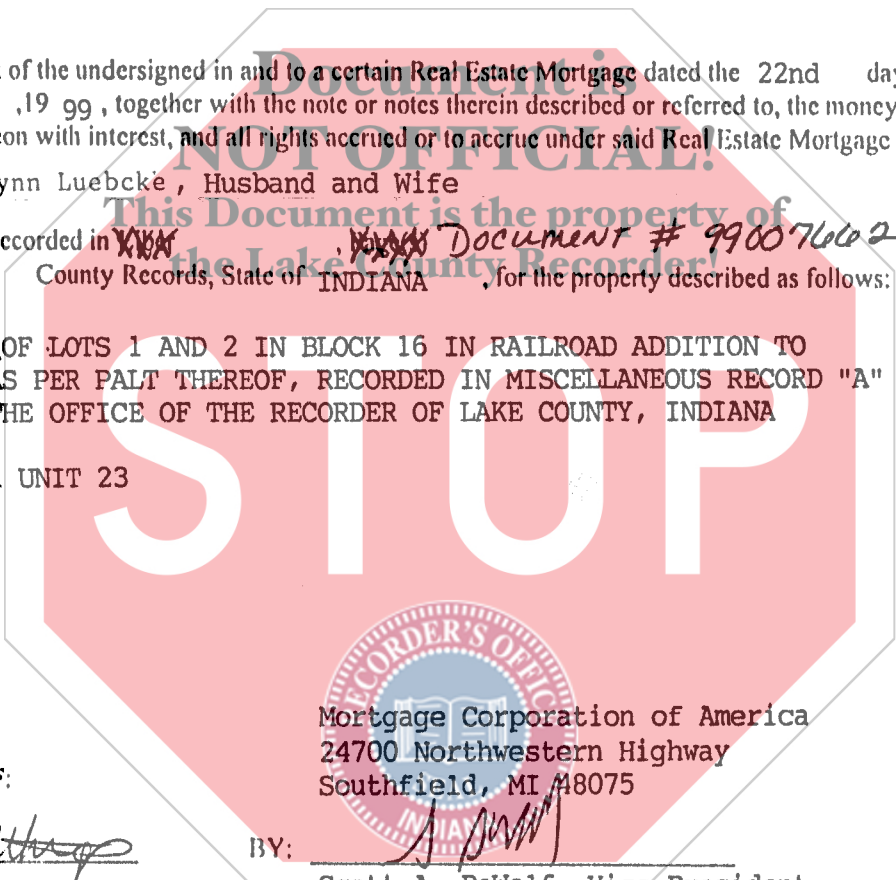 of the undersigned in and to a certain Real Estate Mortgage dated the 22nd day
,19 99 , together with the note or notes therein described or referred to, the money
on with interest, and all rights accrued or to accrue under said Real Estate Mortgage
ynn Luebcke , Husband and Wife
ecorded in , Document # 99007662
County Records, State of INDIANA , for the property described as follows:
OF LOTS 1 AND 2 IN BLOCK 16 IN RAILROAD ADDITION TO
S PER PALT THEREOF, RECORDED IN MISCELLANEOUS RECORD "A"
HE OFFICE OF THE RECORDER OF LAKE COUNTY, INDIANA
UNIT 23
Document is
NOT OFFICIAL!
This Document is the property of
the Lake County Recorder!
STOP
RECORDER'S OFFICE
INDIANA
Mortgage Corporation of America
24700 Northwestern Highway
Southfield, MI 48075
F:
BY:
Scott A. DeWolf, Vice President